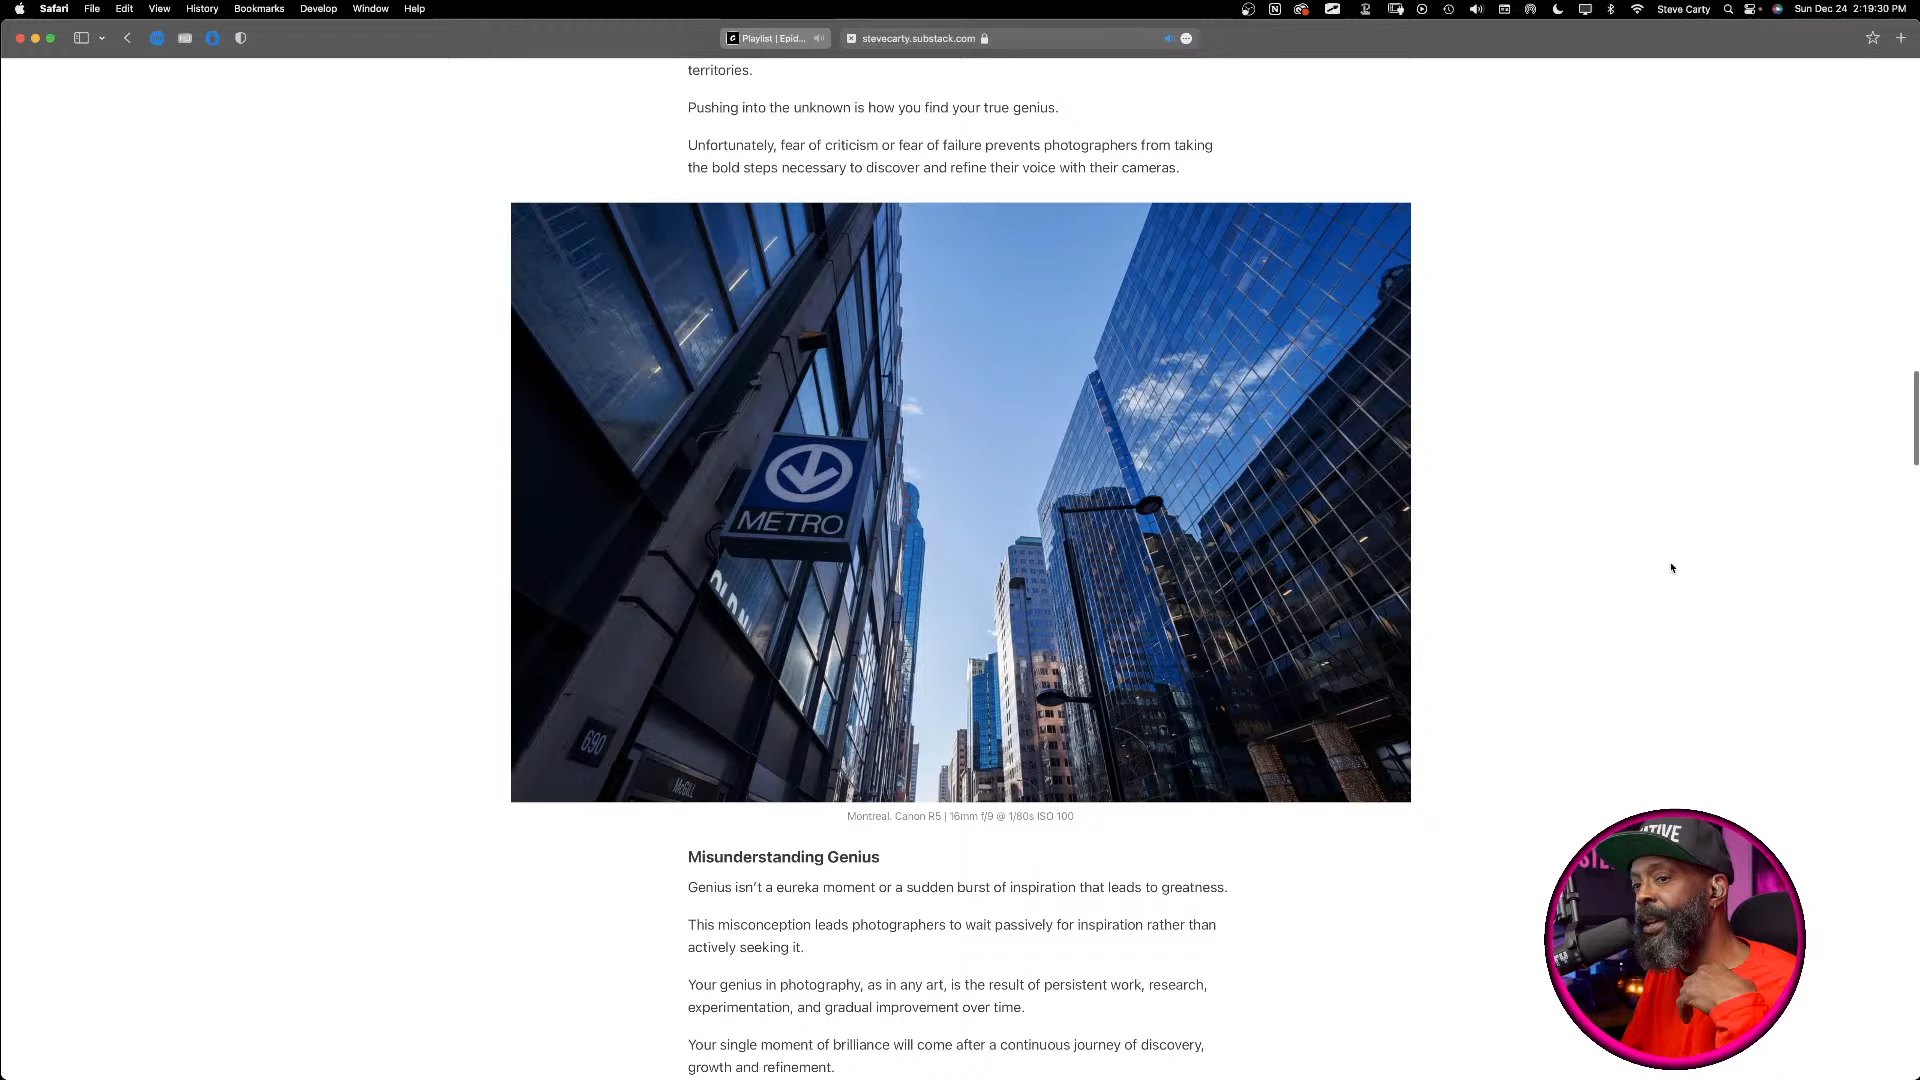 Safari File Edit View History Bookmarks Develop Window Help
Steve Carty
Sun Dec 24 2:19:30 PM
Playlist | Epid...
stevecarty.substack.com
territories.
Pushing into the unknown is how you find your true genius.
Unfortunately, fear of criticism or fear of failure prevents photographers from taking
the bold steps necessary to discover and refine their voice with their cameras.
METRO
690
McGILL
Montreal. Canon R5 | 16mm f/9 @ 1/80s ISO 100
Misunderstanding Genius
Genius isn’t a eureka moment or a sudden burst of inspiration that leads to greatness.
This misconception leads photographers to wait passively for inspiration rather than
actively seeking it.
Your genius in photography, as in any art, is the result of persistent work, research,
experimentation, and gradual improvement over time.
Your single moment of brilliance will come after a continuous journey of discovery,
growth and refinement.